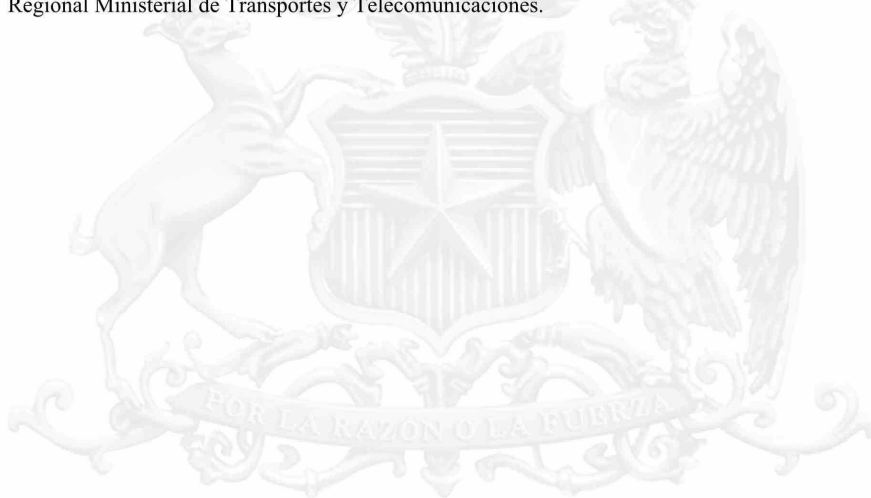 Regional Ministerial de Transportes y Telecomunicaciones.
POR LA RAZON O LA FUERZA